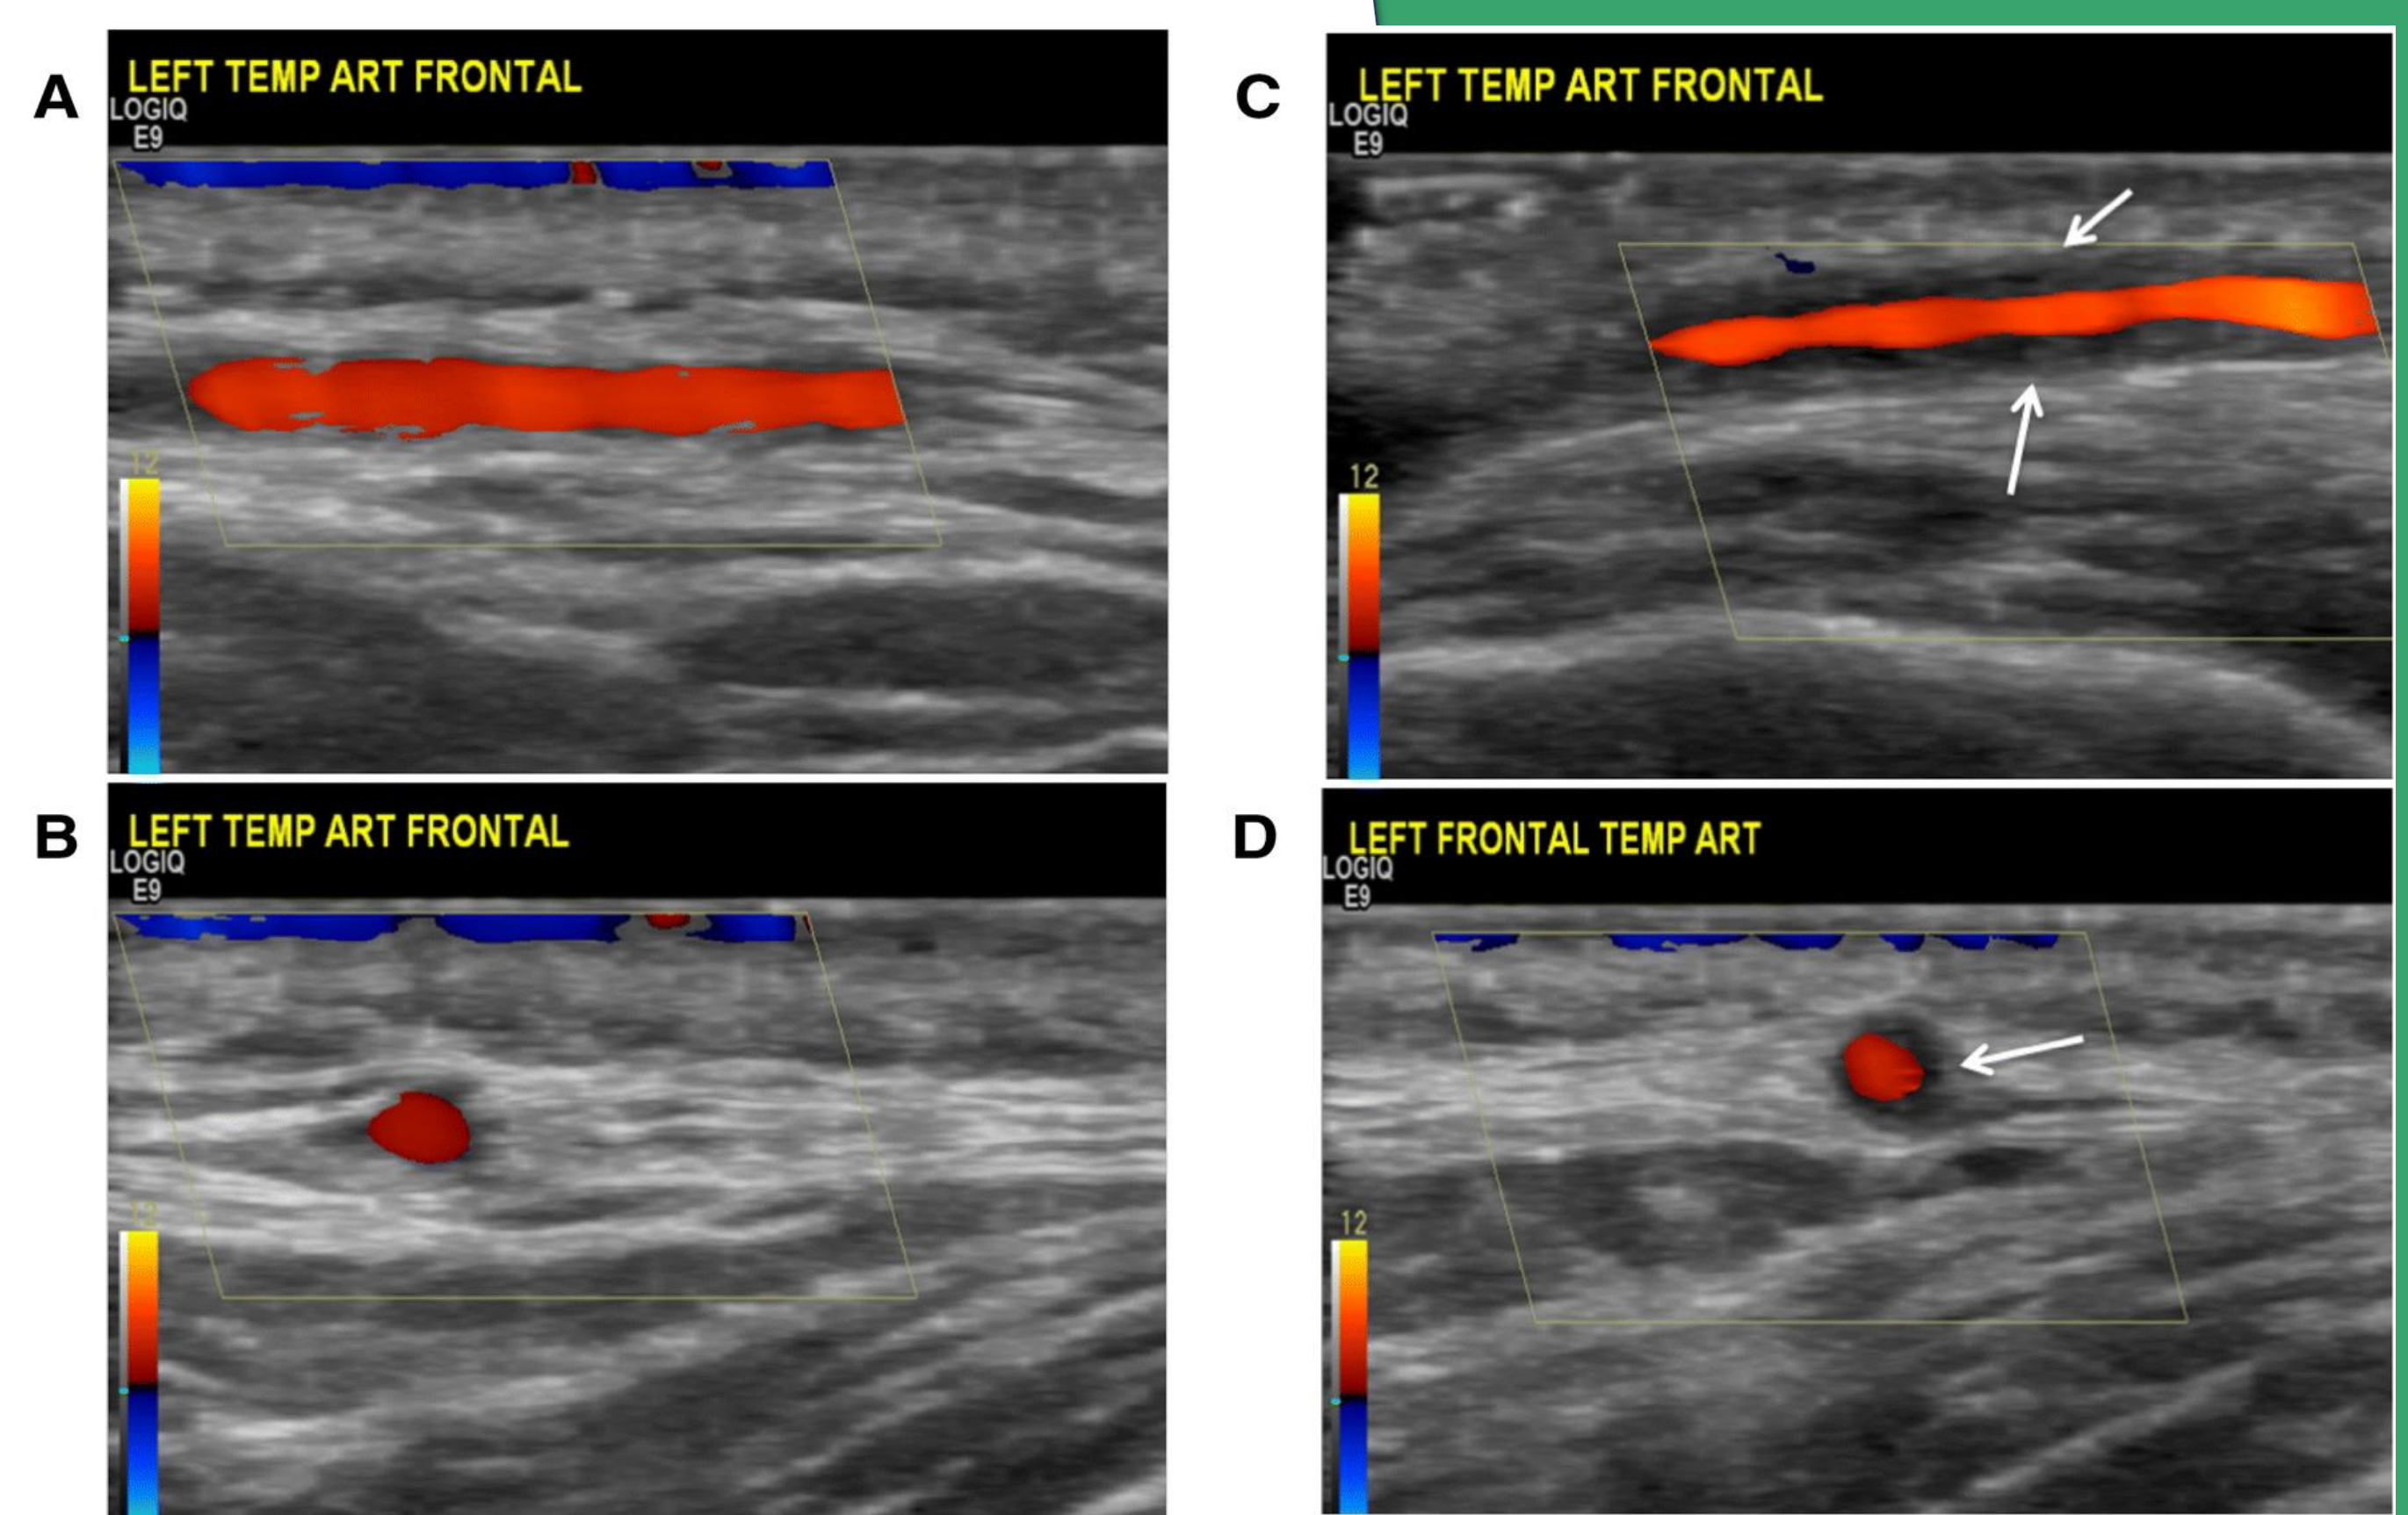 A
LEFT TEMP ART FRONTAL
LOGIQ
E9
12
C
LEFT TEMP ART FRONTAL
LOGIQ
E9
12
B
LEFT TEMP ART FRONTAL
LOGIQ
E9
12
D
LEFT FRONTAL TEMP ART
LOGIQ
E9
12